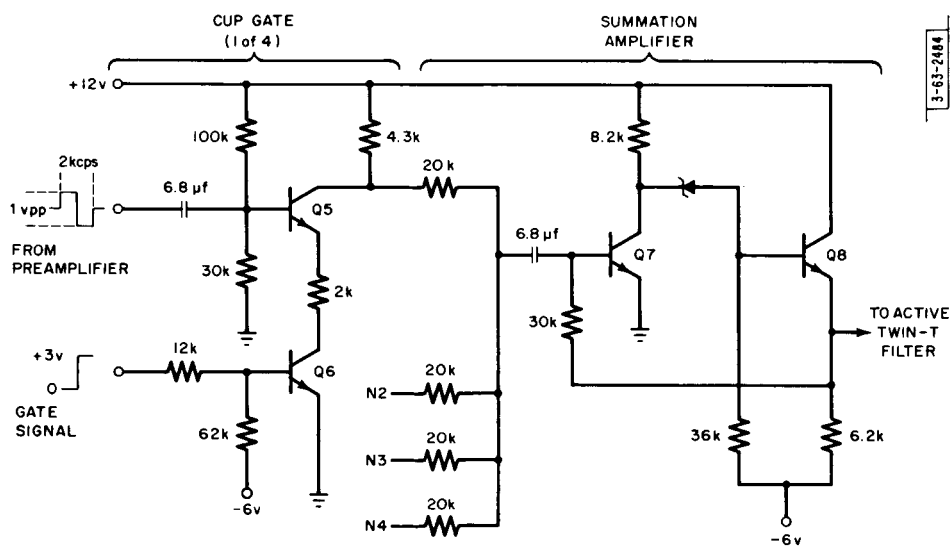 CUP GATE
(1 of 4)
SUMMATION
AMPLIFIER
3-63-2484
+12v
100k
4.3k
8.2k
2kcps
20k
6.8 µf
1 vpp
Q5
FROM
PREAMPLIFIER
6.8 µf
Q7
Q8
30k
2k
30k
TO ACTIVE
TWIN-T
FILTER
+3v
12k
0
Q6
GATE
SIGNAL
20k
N2
62k
36k
6.2k
20k
N3
-6v
20k
N4
-6v